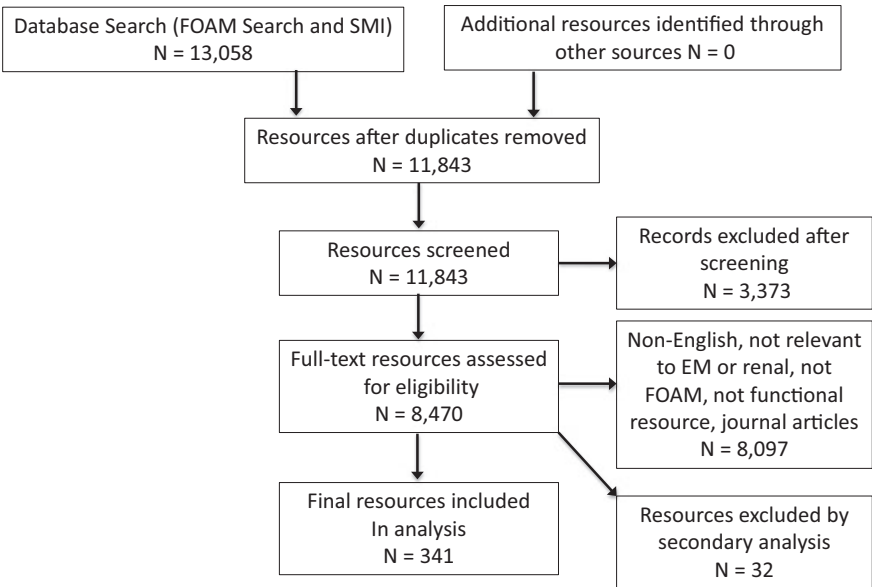 Database Search (FOAM Search and SMI)
N = 13,058
Additional resources identified through
other sources N = 0
Resources after duplicates removed
N = 11,843
Resources screened
N = 11,843
Records excluded after
screening
N = 3,373
Full-text resources assessed
for eligibility
N = 8,470
Non-English, not relevant
to EM or renal, not
FOAM, not functional
resource, journal articles
N = 8,097
Final resources included
In analysis
N = 341
Resources excluded by
secondary analysis
N = 32